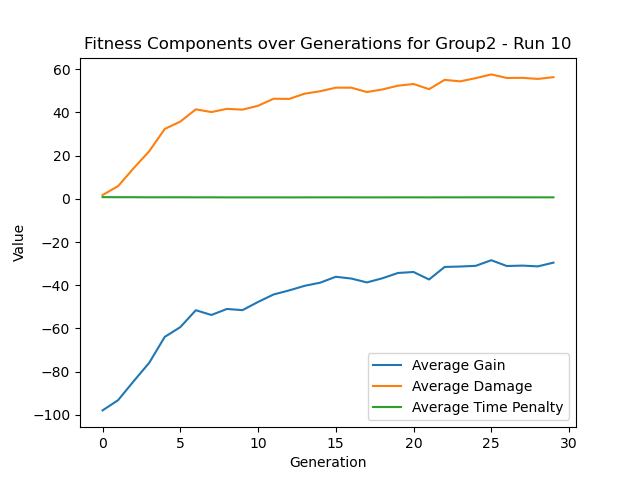 Fitness Components over Generations for Group2 - Run 10
60
40
20
0
−20
−40
−60
−80
−100
Value
0 5 10 15 20 25 30
Generation
Average Gain
Average Damage
Average Time Penalty